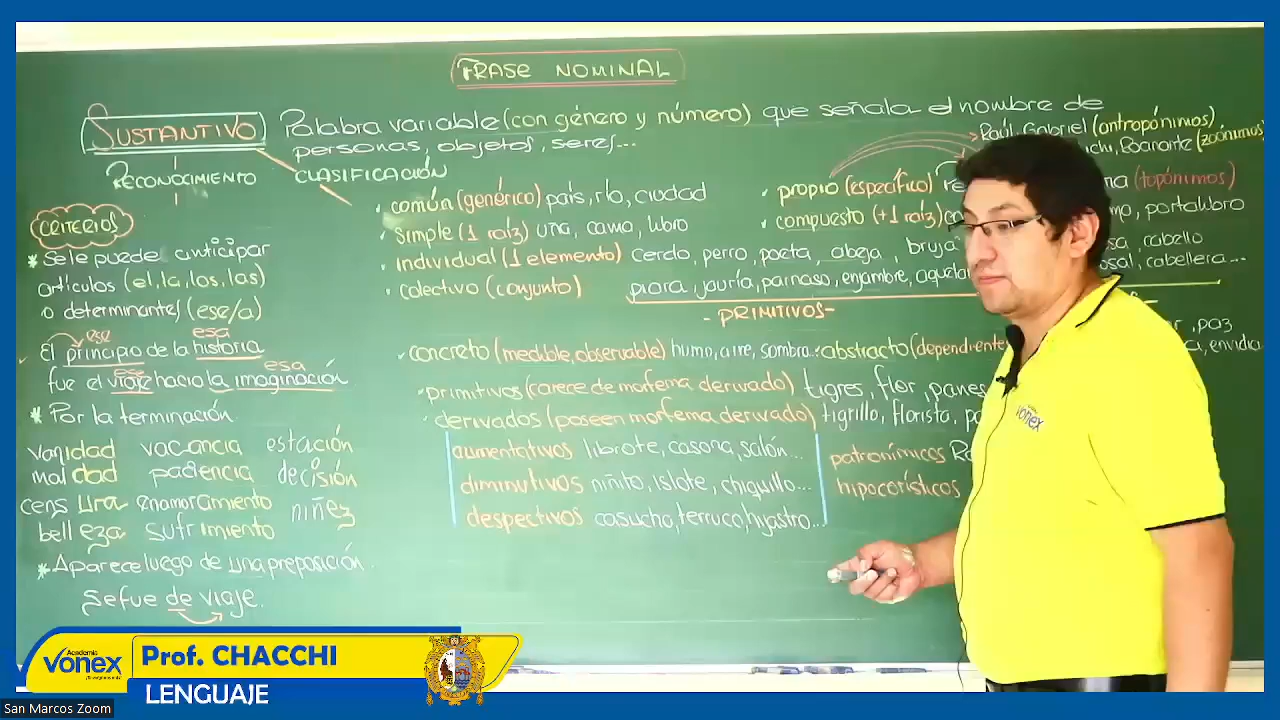 FRASE NOMINAL
SUSTANTIVO
Palabra variable (con género y número) que señala el nombre de
personas, objetos, seres...
RECONOCIMIENTO
CLASIFICACIÓN
CRITERIOS
* Se le puede anticipar
artículos (el, la, los, las)
o determinantes (ese/a)
ese esa
El principio de la historia
ese esa
fue el viaje hacia la imaginación
* Por la terminación
vanidad vacancia estación
maldad paciencia decisión
censura enamoramiento niñez
belleza sufrimiento
* Aparece luego de una preposición
Se fue de viaje.
• común (genérico) país, río, ciudad
• simple (1 raíz) uña, cama, libro
• individual (1 elemento) cerdo, perro, poeta, abeja, bruja
• colectivo (conjunto) piara, jauría, parnaso, enjambre, aquela
Raúl, Gabriel (antropónimos),
(zoónimos)
• propio (específico)
(topónimos)
• compuesto (+1 raíz)
portalibro
cabello
cabellera...
- PRIMITIVOS -
• concreto (medible, observable) humo, aire, sombra..
• abstracto (dependiente
, paz
, envidia
• primitivos (carece de morfema derivado) tigres, flor, panes
• derivados (poseen morfema derivado) tigrillo, florista, pa
aumentativos librote, casona, salón...
diminutivos niñito, islote, chiquillo...
despectivos casucha, terruco, hijastro...
patronímicos
hipocorísticos
vonex
Academia
vonex
Prof. CHACCHI
LENGUAJE
San Marcos Zoom